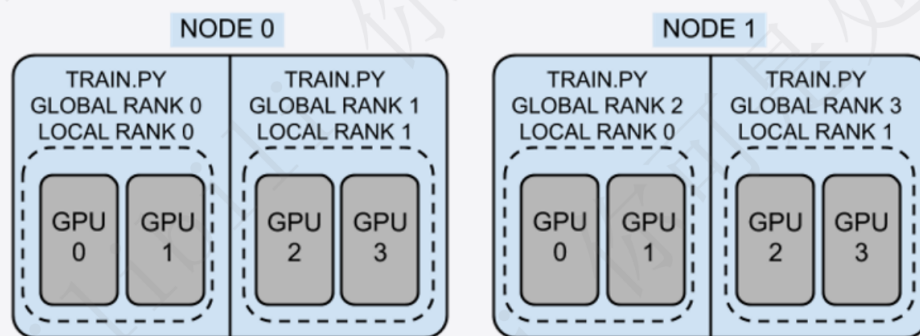 NODE 0
TRAIN.PY
GLOBAL RANK 0
LOCAL RANK 0
GPU
0
GPU
1
TRAIN.PY
GLOBAL RANK 1
LOCAL RANK 1
GPU
2
GPU
3
NODE 1
TRAIN.PY
GLOBAL RANK 2
LOCAL RANK 0
GPU
0
GPU
1
TRAIN.PY
GLOBAL RANK 3
LOCAL RANK 1
GPU
2
GPU
3